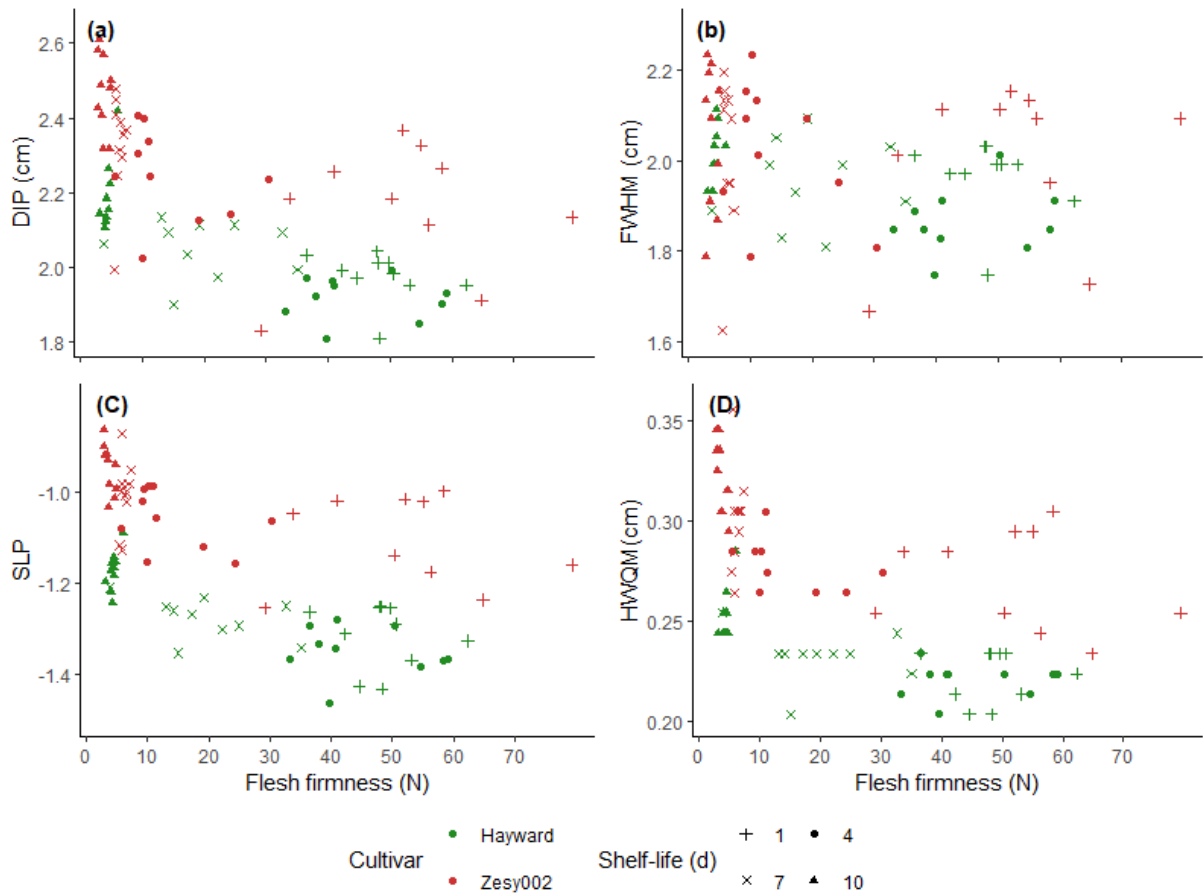 (a)
DIP (cm)
2.6
2.4
2.2
2.0
1.8
(b)
FWHM (cm)
2.2
2.0
1.8
1.6
(C)
SLP
-1.0
-1.2
-1.4
0 10 20 30 40 50 60 70
Flesh firmness (N)
(D)
HWQM (cm)
0.35
0.30
0.25
0.20
0 10 20 30 40 50 60 70
Flesh firmness (N)
Cultivar
Hayward
Zesy002
Shelf-life (d)
1 4
7 10